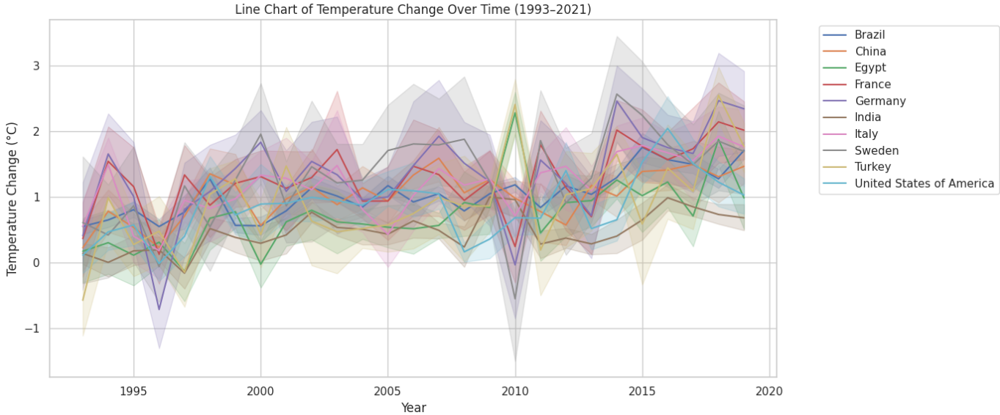 Line Chart of Temperature Change Over Time (1993–2021)
Temperature Change (°C)
3
2
1
0
−1
1995
2000
2005
2010
2015
2020
Year
Brazil
China
Egypt
France
Germany
India
Italy
Sweden
Turkey
United States of America